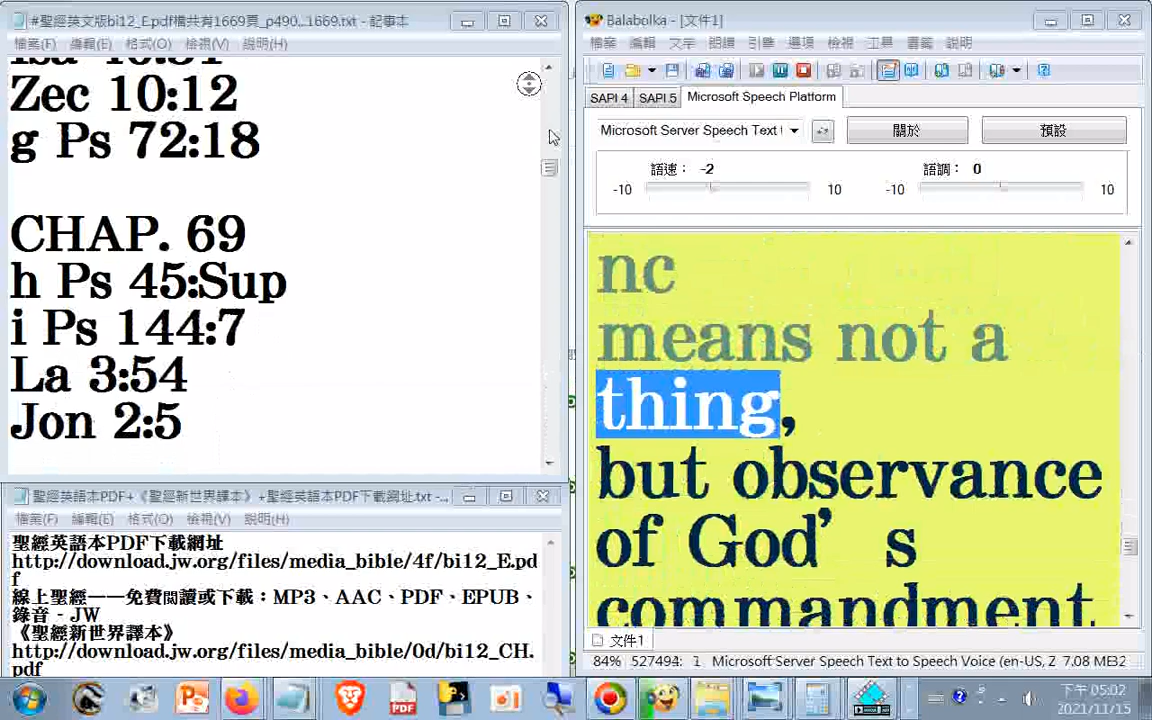 #聖經英文版bi12_E.pdf檔共有1669頁_p490...1669.txt - 記事本
檔案(F) 編輯(E) 格式(O) 檢視(V) 說明(H)
Zec 10:12
g Ps 72:18
CHAP. 69
h Ps 45:Sup
i Ps 144:7
La 3:54
Jon 2:5
聖經英語本PDF+《聖經新世界譯本》+聖經英語本PDF下載網址.txt -...
檔案(F) 編輯(E) 格式(O) 檢視(V) 說明(H)
聖經英語本PDF下載網址
http://download.jw.org/files/media_bible/4f/bi12_E.pd
f
線上聖經——免費閱讀或下載：MP3、AAC、PDF、EPUB、
錄音 - JW
《聖經新世界譯本》
http://download.jw.org/files/media_bible/0d/bi12_CH.
pdf
Balabolka - [文件1]
檔案 編輯 文字 朗讀 引擎 選項 檢視 工具 書籤 說明
SAPI 4 SAPI 5 Microsoft Speech Platform
Microsoft Server Speech Text 關於 預設
語速： -2 語調： 0
-10 10 -10 10
nc
means not a
thing,
but observance
of God’ s
commandment
文件1
84% 527494: 1 Microsoft Server Speech Text to Speech Voice (en-US, Z 7.08 MB
下午 05:02
2021/11/15